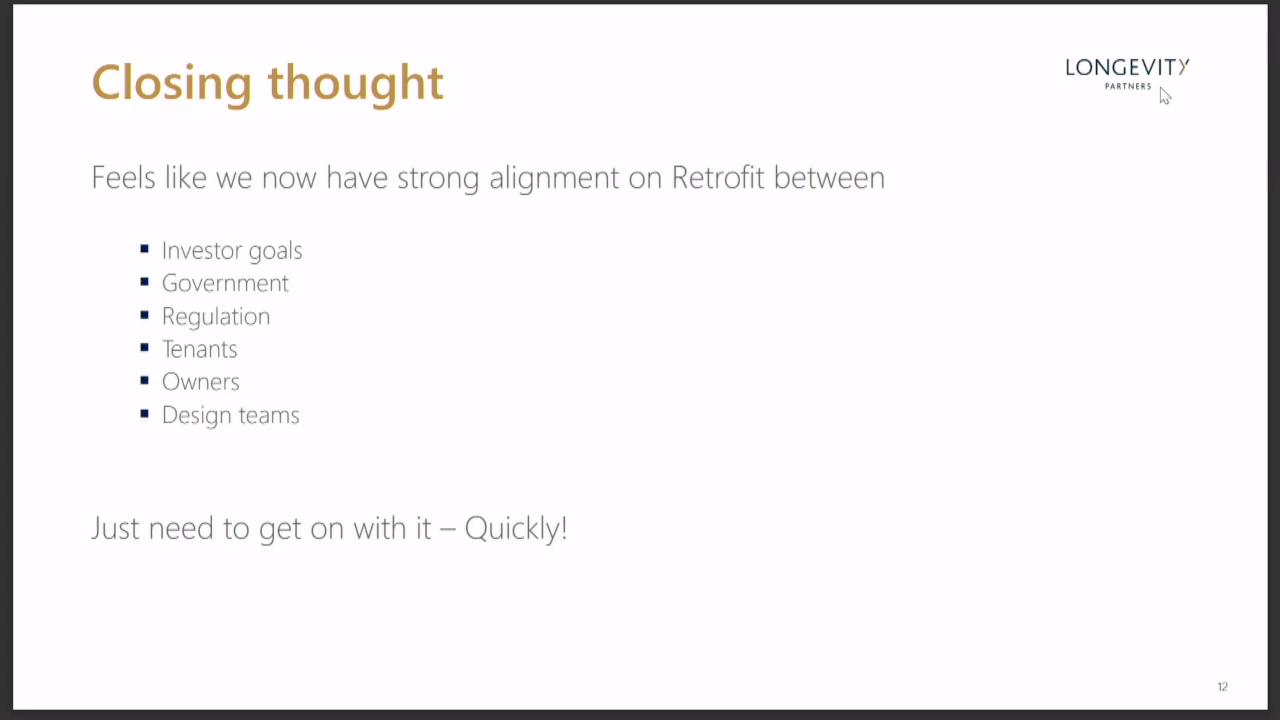 Closing thought
LONGEVITY
PARTNERS
Feels like we now have strong alignment on Retrofit between
▪ Investor goals
▪ Government
▪ Regulation
▪ Tenants
▪ Owners
▪ Design teams
Just need to get on with it – Quickly!
12